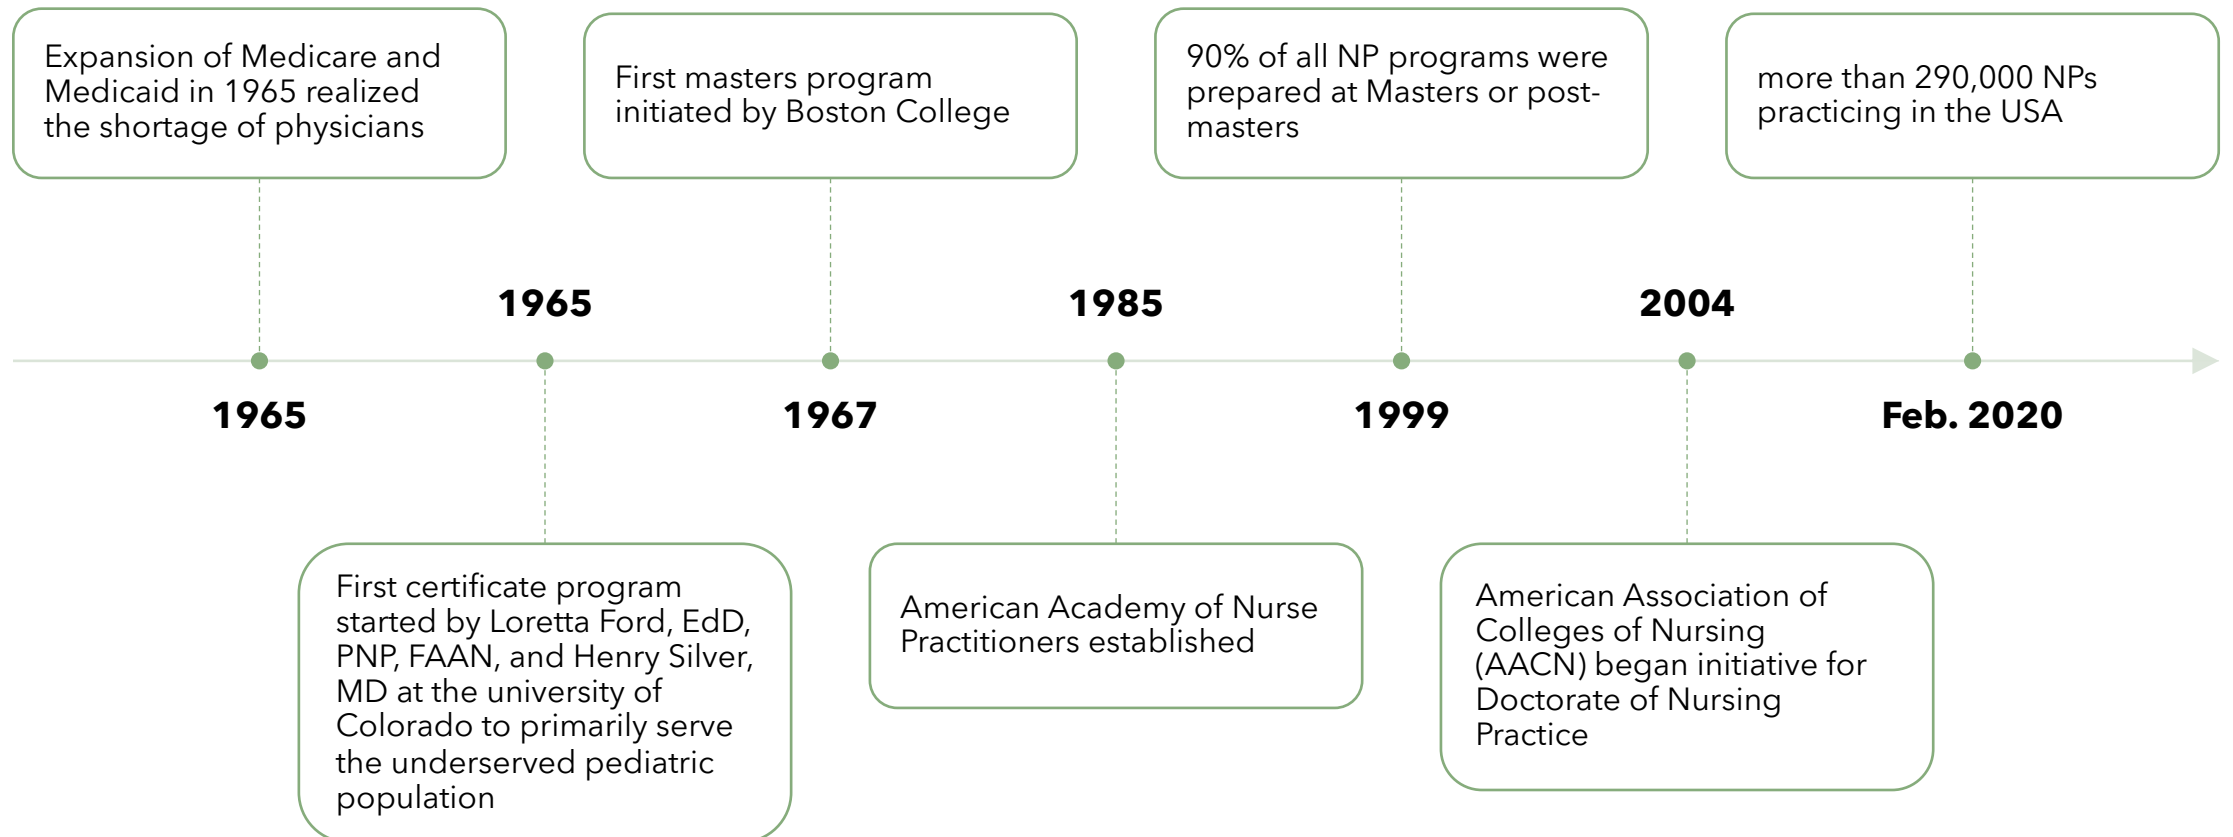 Expansion of Medicare and
Medicaid in 1965 realized
the shortage of physicians
First masters program
initiated by Boston College
90% of all NP programs were
prepared at Masters or post-
masters
more than 290,000 NPs
practicing in the USA
1965
1985
2004
1965
1967
1999
Feb. 2020
First certificate program
started by Loretta Ford, EdD,
PNP, FAAN, and Henry Silver,
MD at the university of
Colorado to primarily serve
the underserved pediatric
population
American Academy of Nurse
Practitioners established
American Association of
Colleges of Nursing
(AACN) began initiative for
Doctorate of Nursing
Practice